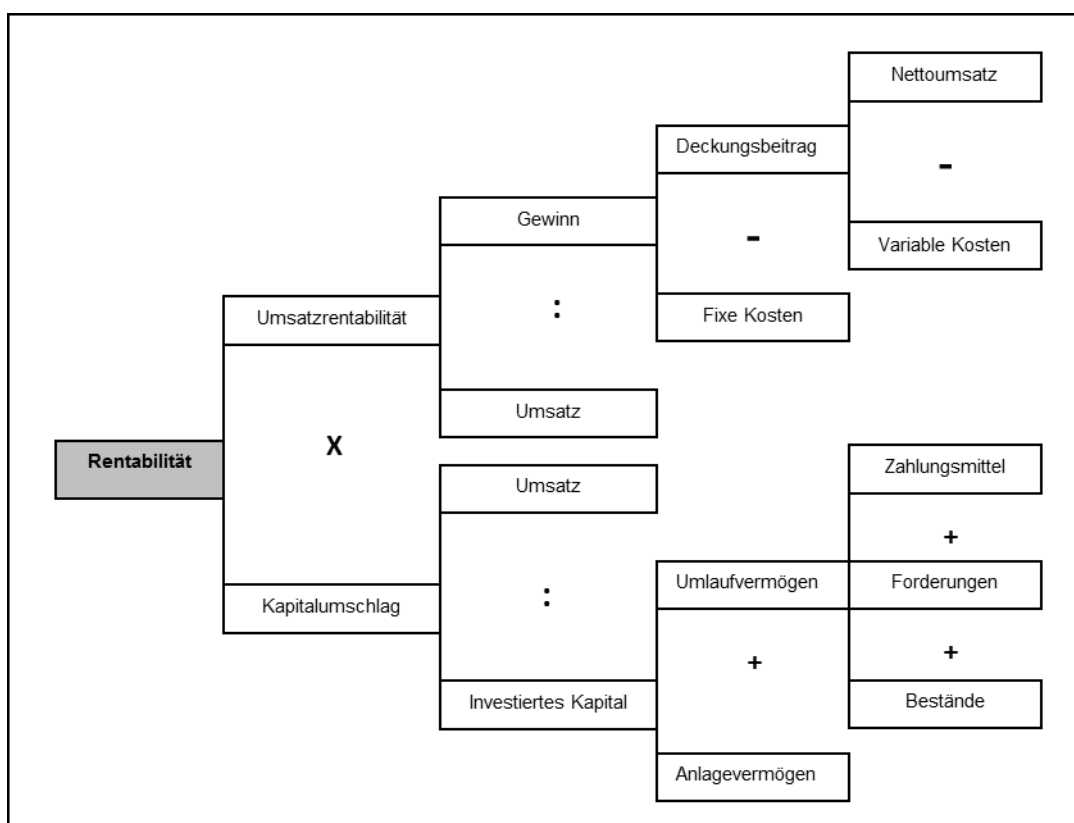 Nettoumsatz
Deckungsbeitrag
-
Gewinn
-
Variable Kosten
Umsatzrentabilität
:
Fixe Kosten
Umsatz
Rentabilität
X
Umsatz
Zahlungsmittel
+
Kapitalumschlag
:
Umlaufvermögen
Forderungen
+
+
Investiertes Kapital
Bestände
Anlagevermögen